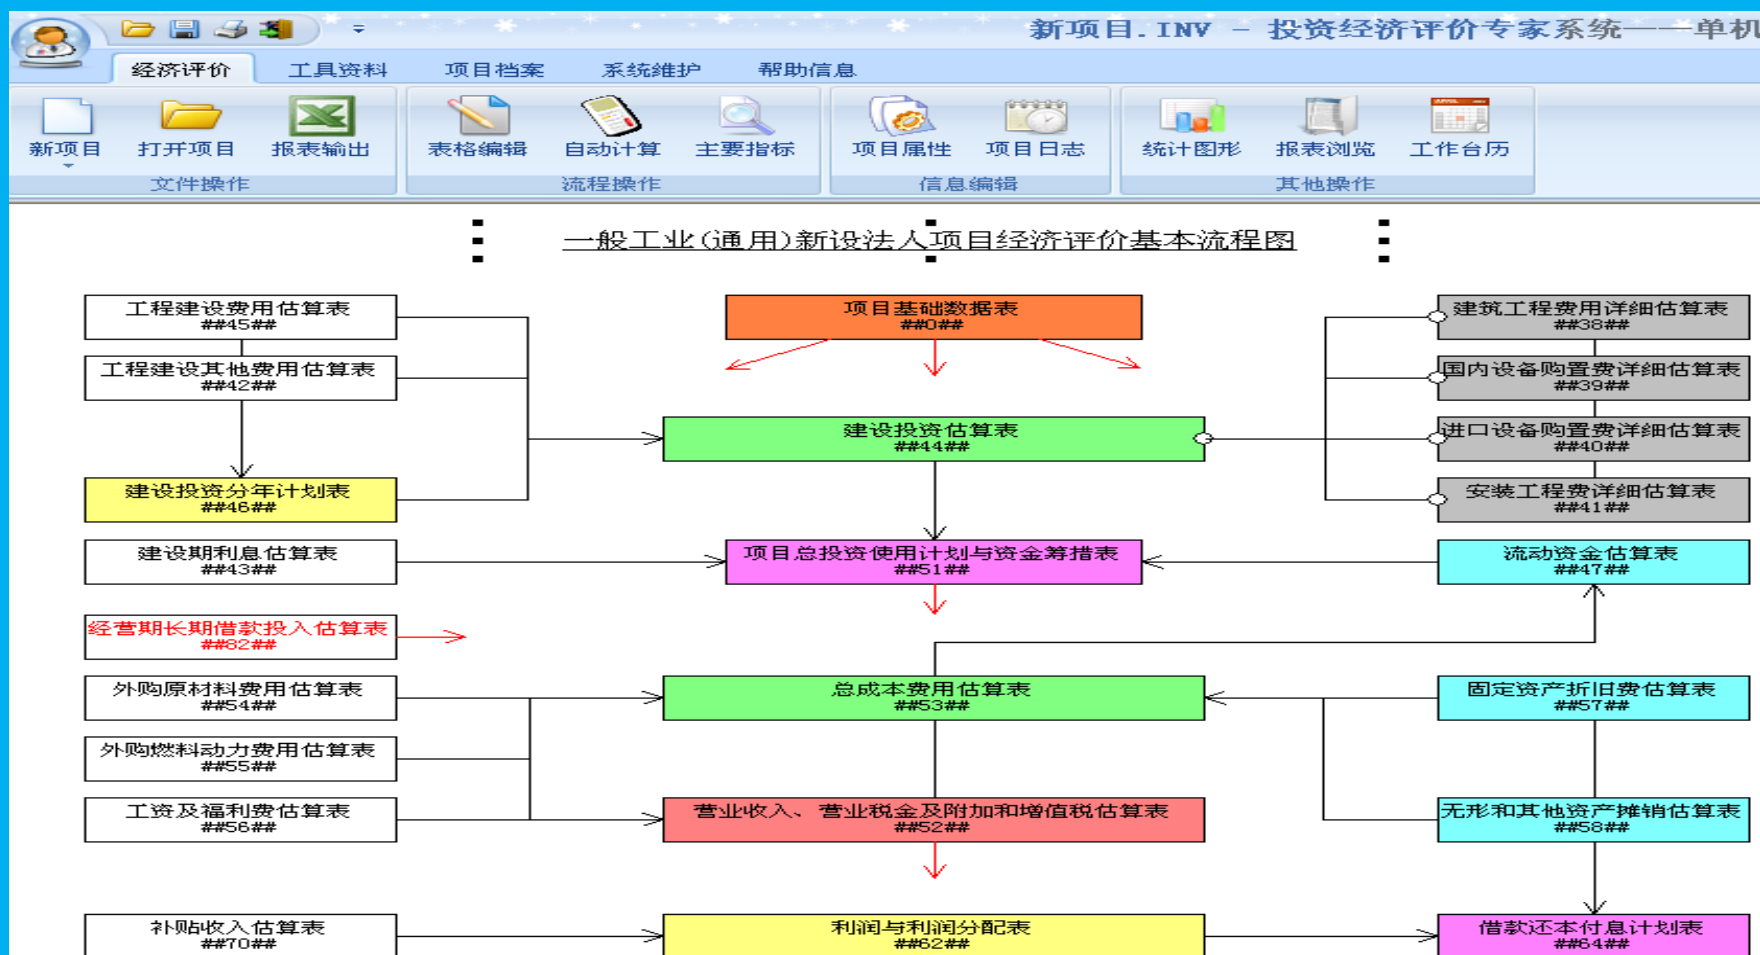 新项目.INV - 投资经济评价专家系统——单机
经济评价 工具资料 项目档案 系统维护 帮助信息
新项目 打开项目 报表输出 表格编辑 自动计算 主要指标 项目属性 项目日志 统计图形 报表浏览 工作台历
文件操作 流程操作 信息编辑 其他操作
一般工业(通用)新设法人项目经济评价基本流程图
工程建设费用估算表
##45##
项目基础数据表
##0##
建筑工程费用详细估算表
##38##
工程建设其他费用估算表
##42##
国内设备购置费详细估算表
##39##
建设投资估算表
##44##
进口设备购置费详细估算表
##40##
建设投资分年计划表
##46##
安装工程费详细估算表
##41##
建设期利息估算表
##43##
项目总投资使用计划与资金筹措表
##51##
流动资金估算表
##47##
经营期长期借款投入估算表
##82##
外购原材料费用估算表
##54##
总成本费用估算表
##53##
固定资产折旧费估算表
##57##
外购燃料动力费用估算表
##55##
工资及福利费估算表
##56##
营业收入、营业税金及附加和增值税估算表
##52##
无形和其他资产摊销估算表
##58##
补贴收入估算表
##70##
利润与利润分配表
##62##
借款还本付息计划表
##64##